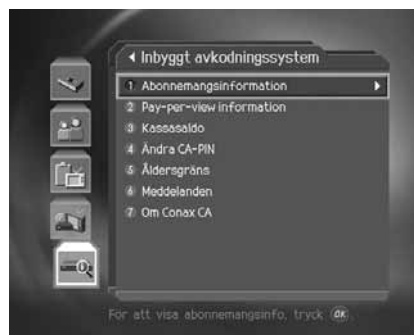 Inbyggt avkodningssystem
1 Abonnemangsinformation
2 Pay-per-view information
3 Kassasaldo
4 Ändra CA-PIN
5 Åldersgräns
6 Meddelanden
7 Om Conax CA
För att visa abonnemangsinfo, tryck OK.